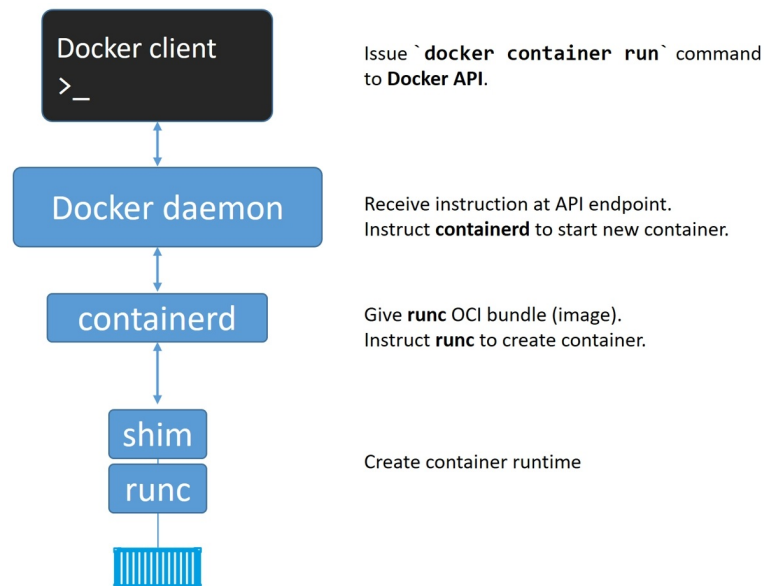 Docker client
>_
Issue `docker container run` command
to Docker API.
Docker daemon
Receive instruction at API endpoint.
Instruct containerd to start new container.
containerd
Give runc OCI bundle (image).
Instruct runc to create container.
shim
runc
Create container runtime